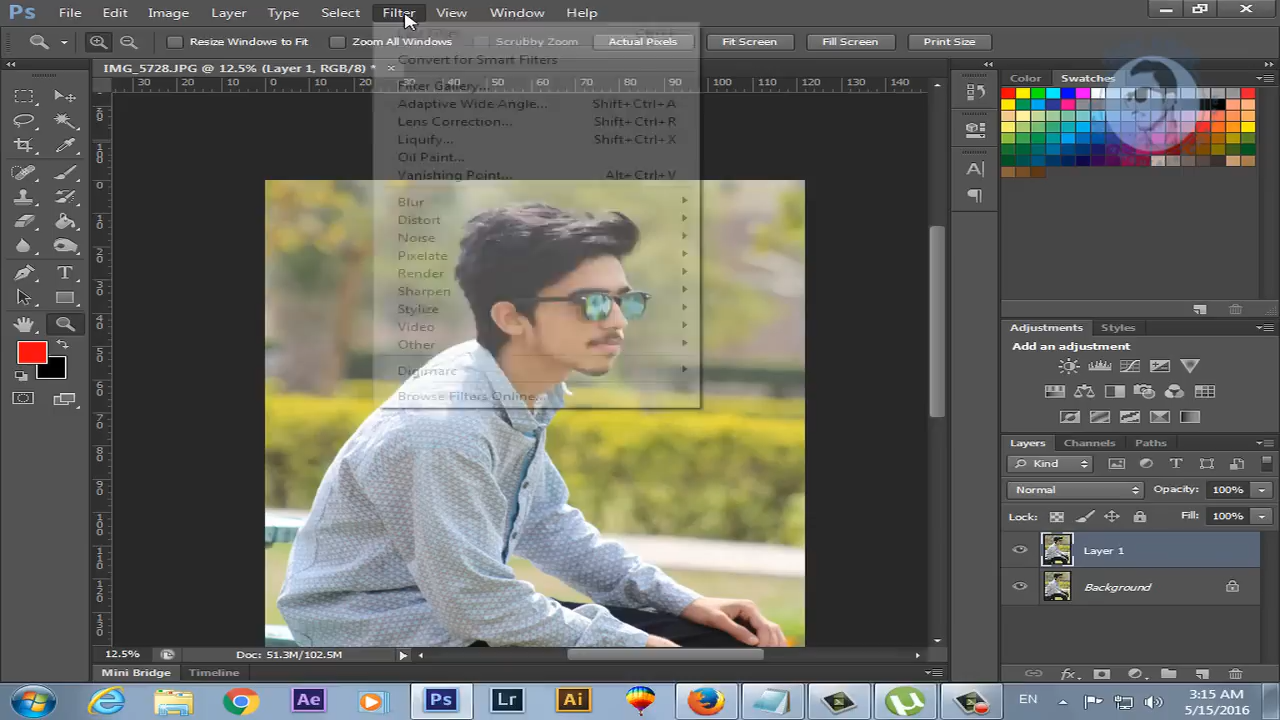 Ps File Edit Image Layer Type Select Filter View Window Help
Resize Windows to Fit Zoom All Windows Scrubby Zoom Actual Pixels Fit Screen Fill Screen Print Size
IMG_5728.JPG @ 12.5% (Layer 1, RGB/8) * ×
Convert for Smart Filters
Filter Gallery...
Adaptive Wide Angle... Shift+Ctrl+A
Lens Correction... Shift+Ctrl+R
Liquify... Shift+Ctrl+X
Oil Paint...
Vanishing Point... Alt+Ctrl+V
Blur
Distort
Noise
Pixelate
Render
Sharpen
Stylize
Video
Other
Digimarc
Browse Filters Online...
Color Swatches
Adjustments Styles
Add an adjustment
Layers Channels Paths
Kind
Normal Opacity: 100%
Lock: Fill: 100%
Layer 1
Background
12.5% Doc: 51.3M/102.5M
Mini Bridge Timeline
Ae Ps Lr Ai EN 3:15 AM
5/15/2016